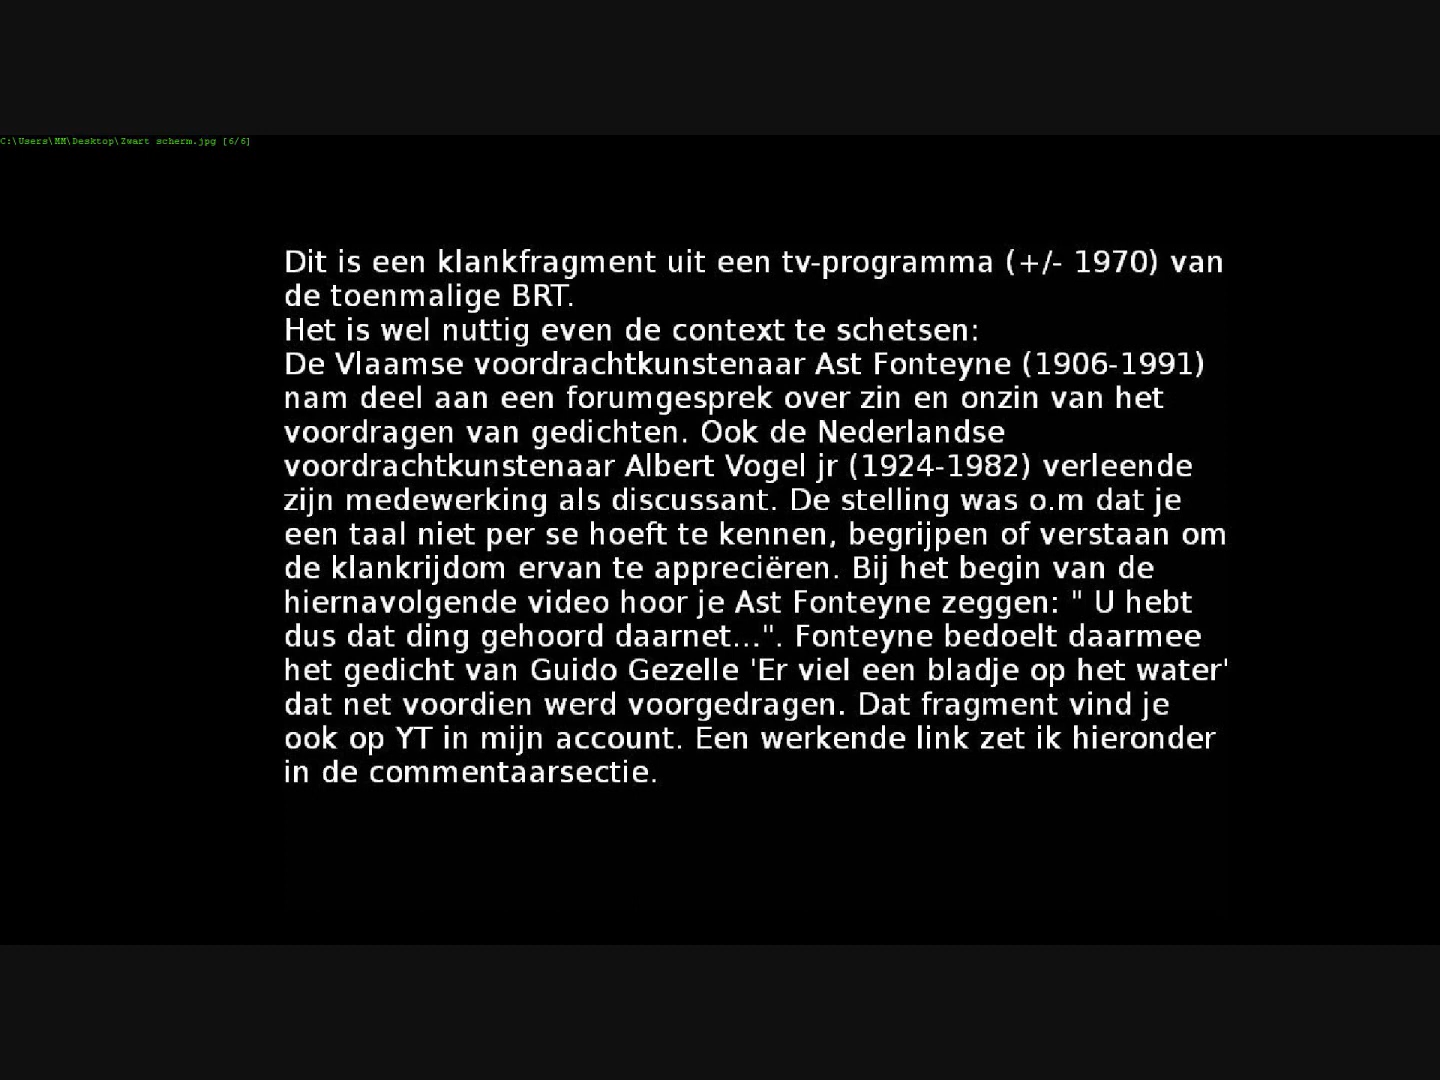 C:\Users\MM\Desktop\Zwart scherm.jpg [6/6]
Dit is een klankfragment uit een tv-programma (+/- 1970) van
de toenmalige BRT.
Het is wel nuttig even de context te schetsen:
De Vlaamse voordrachtkunstenaar Ast Fonteyne (1906-1991)
nam deel aan een forumgesprek over zin en onzin van het
voordragen van gedichten. Ook de Nederlandse
voordrachtkunstenaar Albert Vogel jr (1924-1982) verleende
zijn medewerking als discussant. De stelling was o.m dat je
een taal niet per se hoeft te kennen, begrijpen of verstaan om
de klankrijdom ervan te appreciëren. Bij het begin van de
hiernavolgende video hoor je Ast Fonteyne zeggen: " U hebt
dus dat ding gehoord daarnet...". Fonteyne bedoelt daarmee
het gedicht van Guido Gezelle 'Er viel een bladje op het water'
dat net voordien werd voorgedragen. Dat fragment vind je
ook op YT in mijn account. Een werkende link zet ik hieronder
in de commentaarsectie.